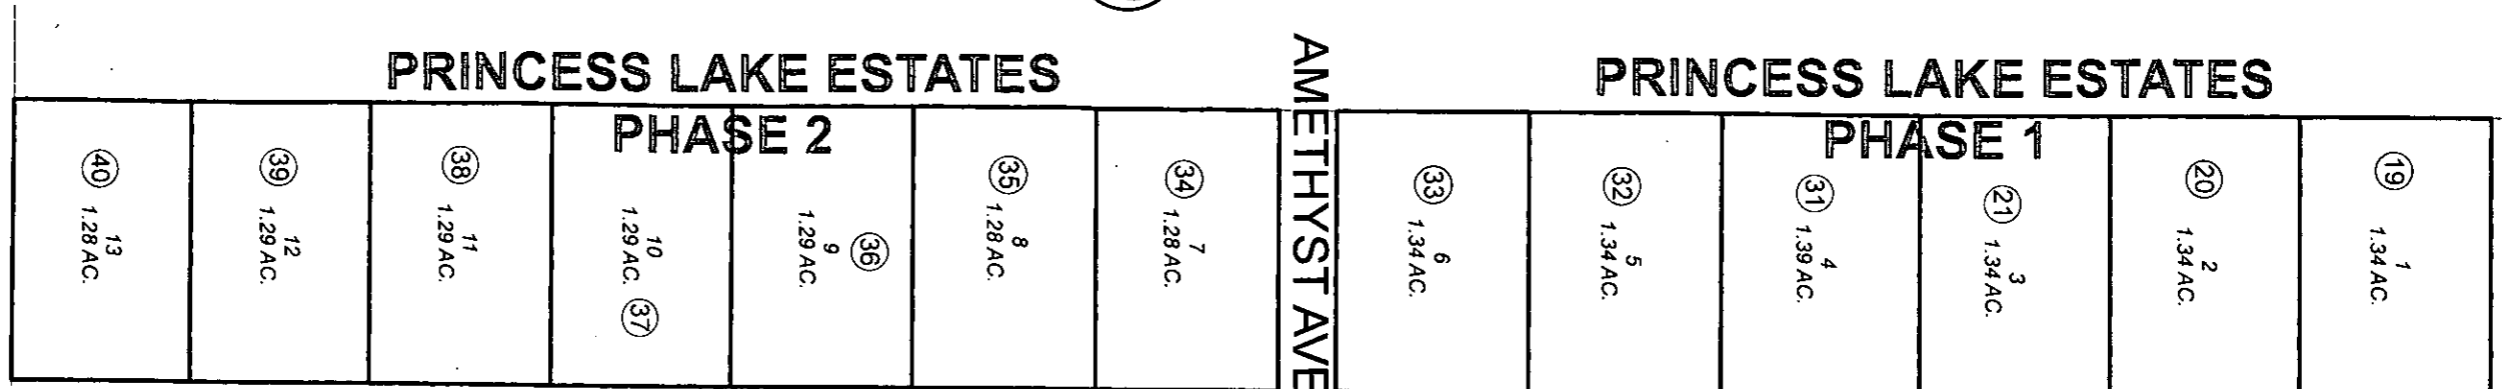 PRINCESS LAKE ESTATES
PHASE 2
40
13
1.28 AC.
39
12
1.29 AC.
38
11
1.29 AC.
10
1.29 AC.
37
36
9
1.29 AC.
35
8
1.28 AC.
34
7
1.28 AC.
AMETHYST AVE
PRINCESS LAKE ESTATES
PHASE 1
33
6
1.34 AC.
32
5
1.34 AC.
31
4
1.39 AC.
21
3
1.34 AC.
20
2
1.34 AC.
19
1
1.34 AC.